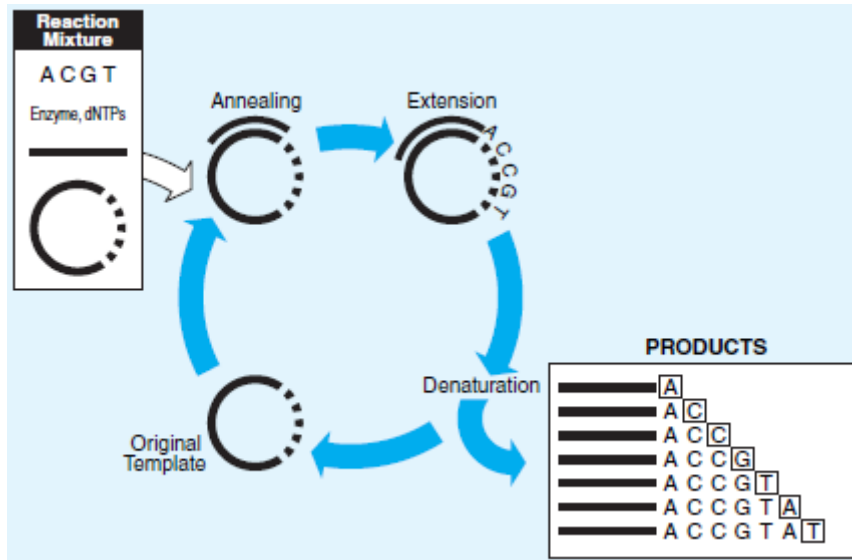 Reaction
Mixture
A C G T
Enzyme, dNTPs
Annealing
Extension
A C C G T
Denaturation
Original
Template
PRODUCTS
A
A C
A C C
A C C G
A C C G T
A C C G T A
A C C G T A T